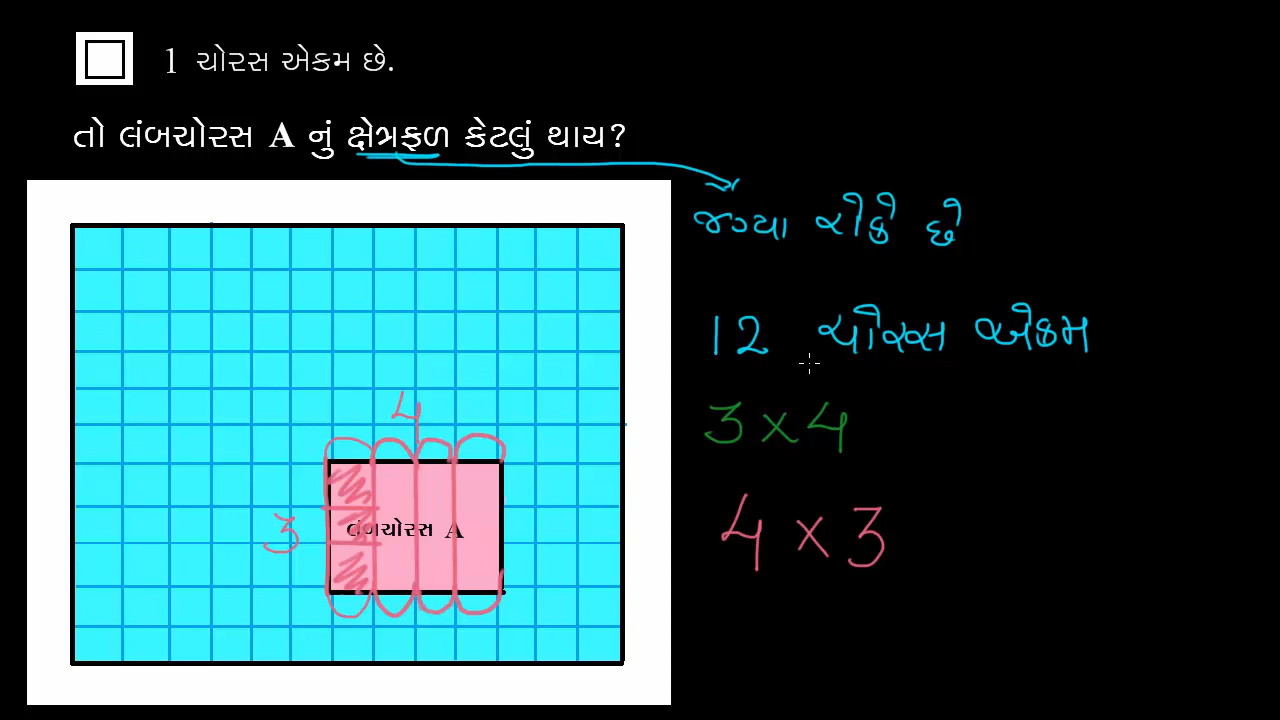 1 ચોરસ એકમ છે.
તો લંબચોરસ A નું ક્ષેત્રફળ કેટલું થાય?
જગ્યા રોકે છે
12 ચોરસ એકમ
3 × 4
4
3
લંબચોરસ A
4 × 3